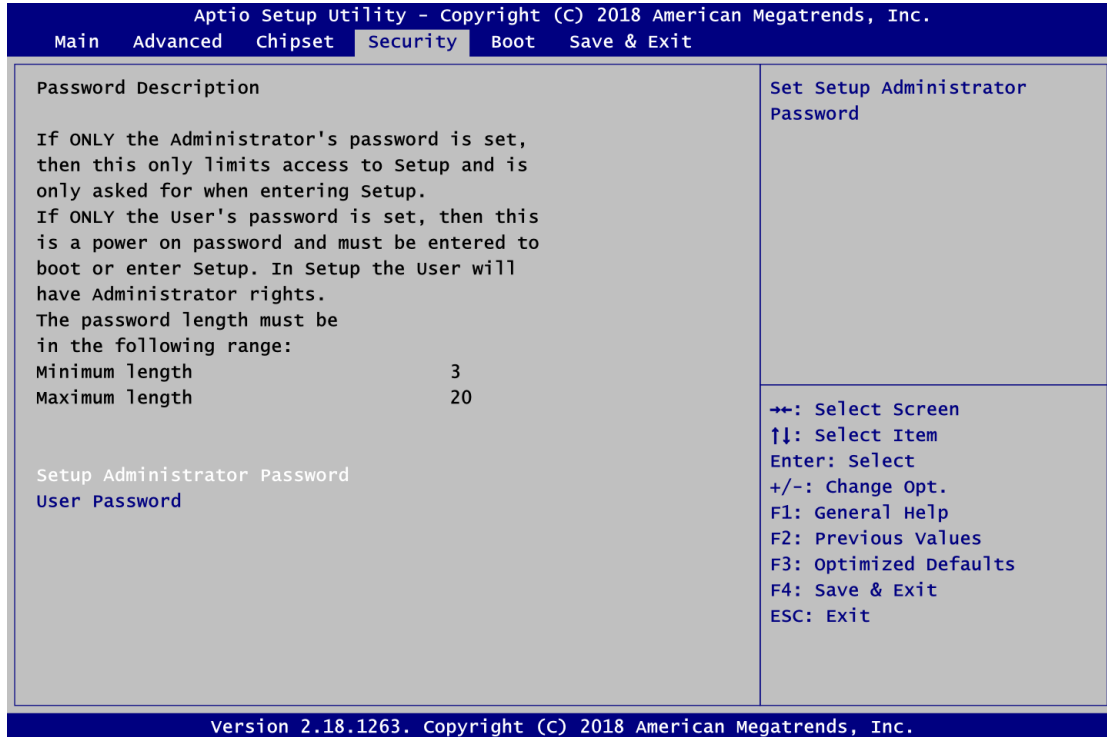 Aptio Setup Utility – Copyright (C) 2018 American Megatrends, Inc.
Main Advanced Chipset Security Boot Save & Exit
Password Description
If ONLY the Administrator's password is set,
then this only limits access to Setup and is
only asked for when entering Setup.
If ONLY the User's password is set, then this
is a power on password and must be entered to
boot or enter Setup. In Setup the User will
have Administrator rights.
The password length must be
in the following range:
Minimum length 3
Maximum length 20
Setup Administrator Password
User Password
Set Setup Administrator
Password
→←: Select Screen
↑↓: Select Item
Enter: Select
+/-: Change Opt.
F1: General Help
F2: Previous Values
F3: Optimized Defaults
F4: Save & Exit
ESC: Exit
Version 2.18.1263. Copyright (C) 2018 American Megatrends, Inc.